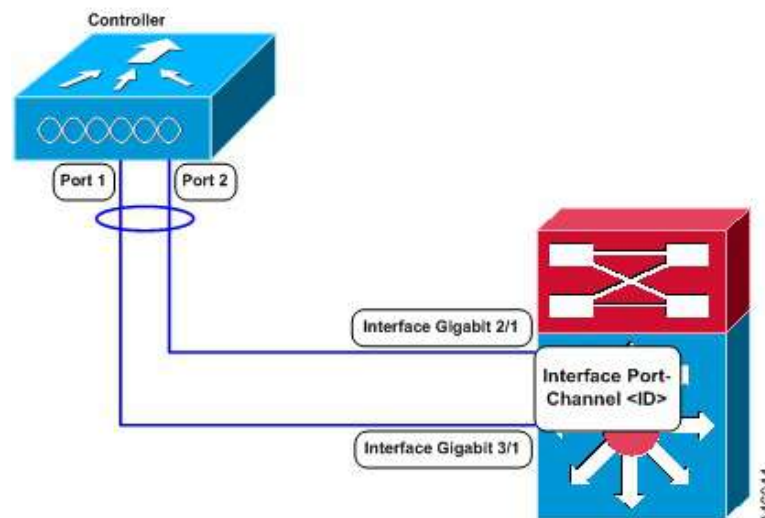 Controller
Port 1
Port 2
Interface Gigabit 2/1
Interface Port-
Channel <ID>
Interface Gigabit 3/1